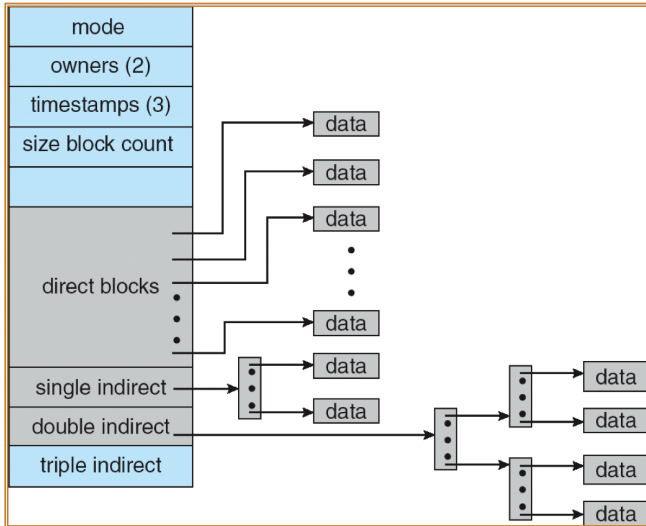 mode
owners (2)
timestamps (3)
size block count
direct blocks
single indirect
double indirect
triple indirect
data
data
data
data
data
data
data
data
data
data